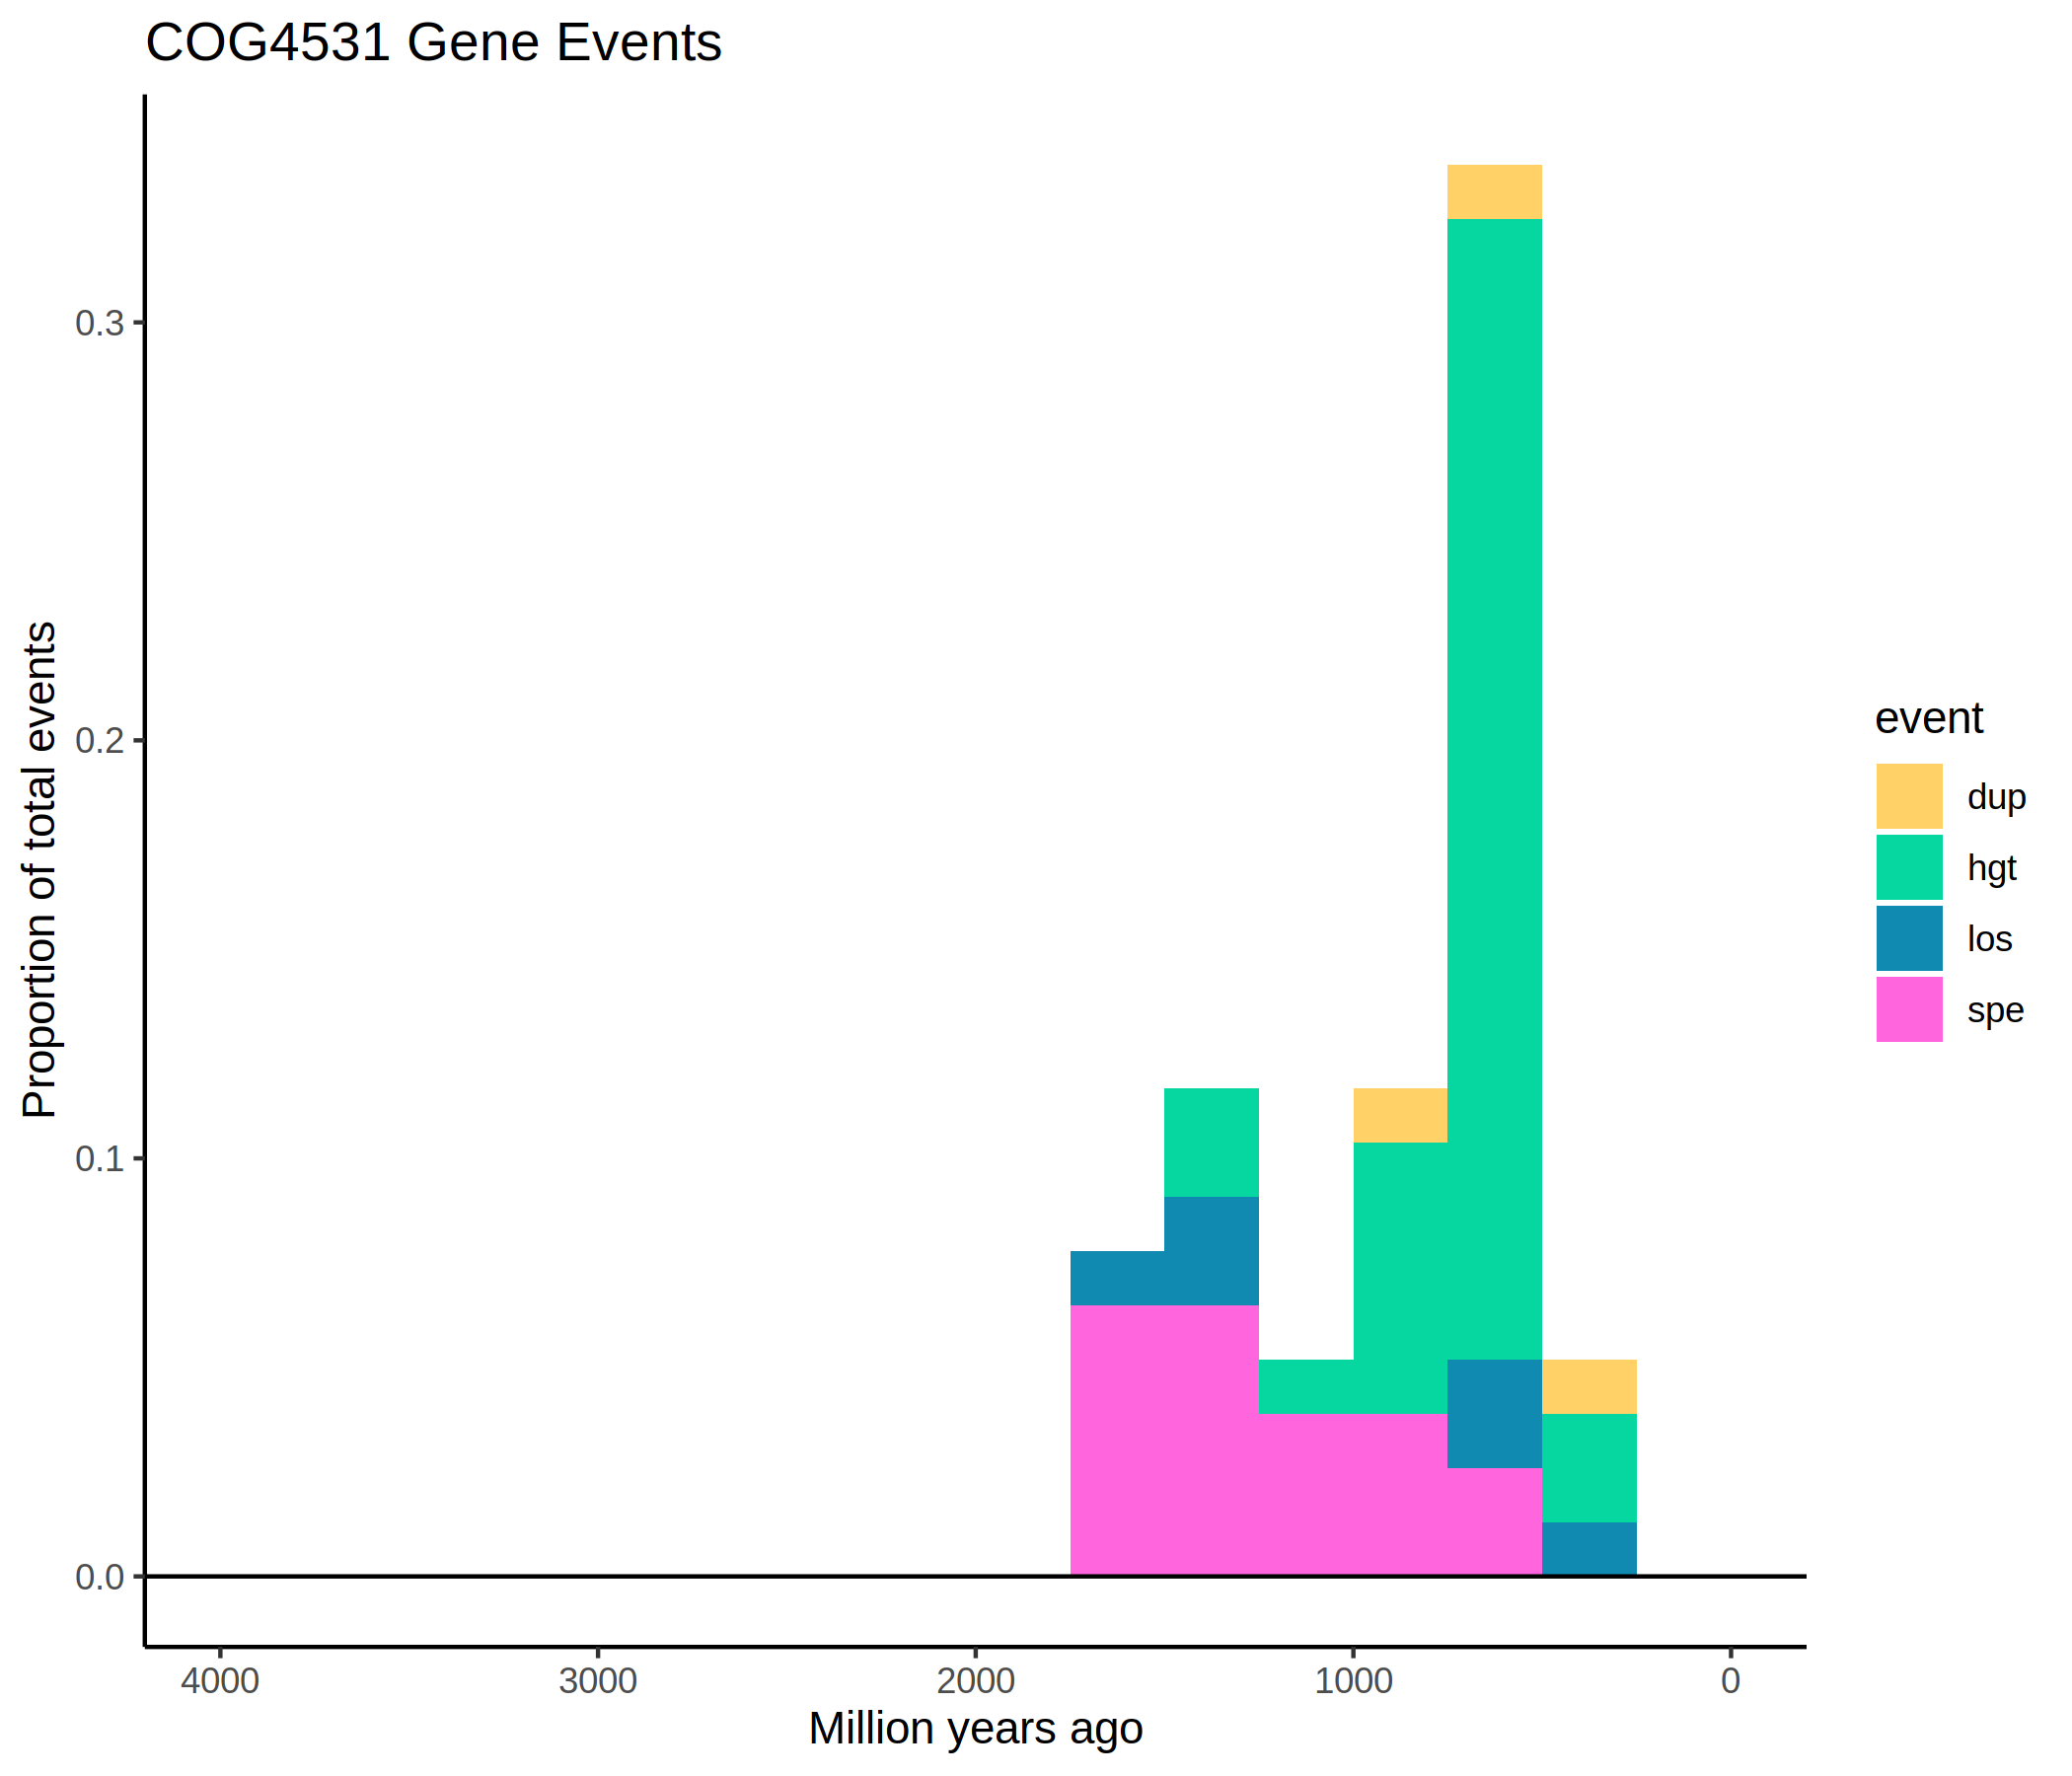 COG4531 Gene Events
Proportion of total events
0.3
0.2
0.1
0.0
4000 3000 2000 1000 0
Million years ago
event
dup
hgt
los
spe